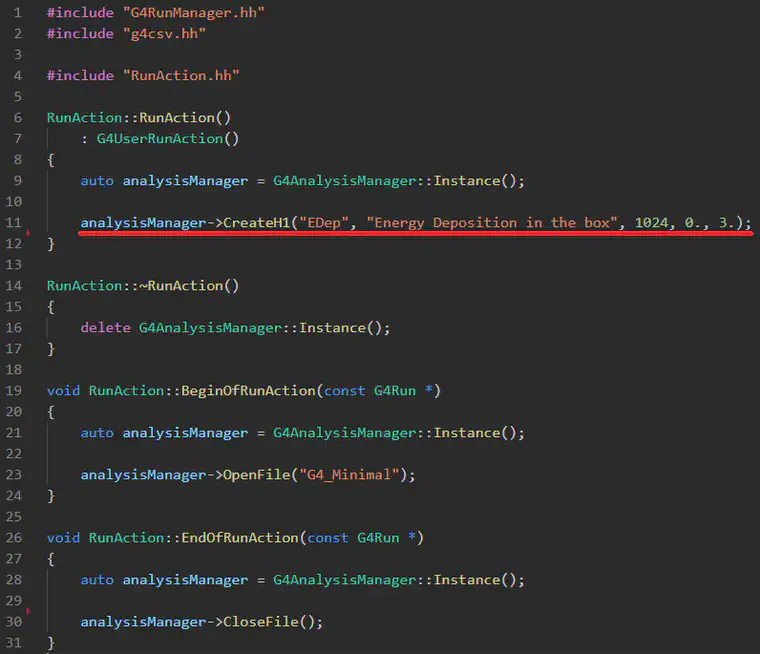 1 #include "G4RunManager.hh"
2 #include "g4csv.hh"
3
4 #include "RunAction.hh"
5
6 RunAction::RunAction()
7 : G4UserRunAction()
8 {
9 auto analysisManager = G4AnalysisManager::Instance();
10
11 analysisManager->CreateH1("EDep", "Energy Deposition in the box", 1024, 0., 3.);
12 }
13
14 RunAction::~RunAction()
15 {
16 delete G4AnalysisManager::Instance();
17 }
18
19 void RunAction::BeginOfRunAction(const G4Run *)
20 {
21 auto analysisManager = G4AnalysisManager::Instance();
22
23 analysisManager->OpenFile("G4_Minimal");
24 }
25
26 void RunAction::EndOfRunAction(const G4Run *)
27 {
28 auto analysisManager = G4AnalysisManager::Instance();
29
30 analysisManager->CloseFile();
31 }